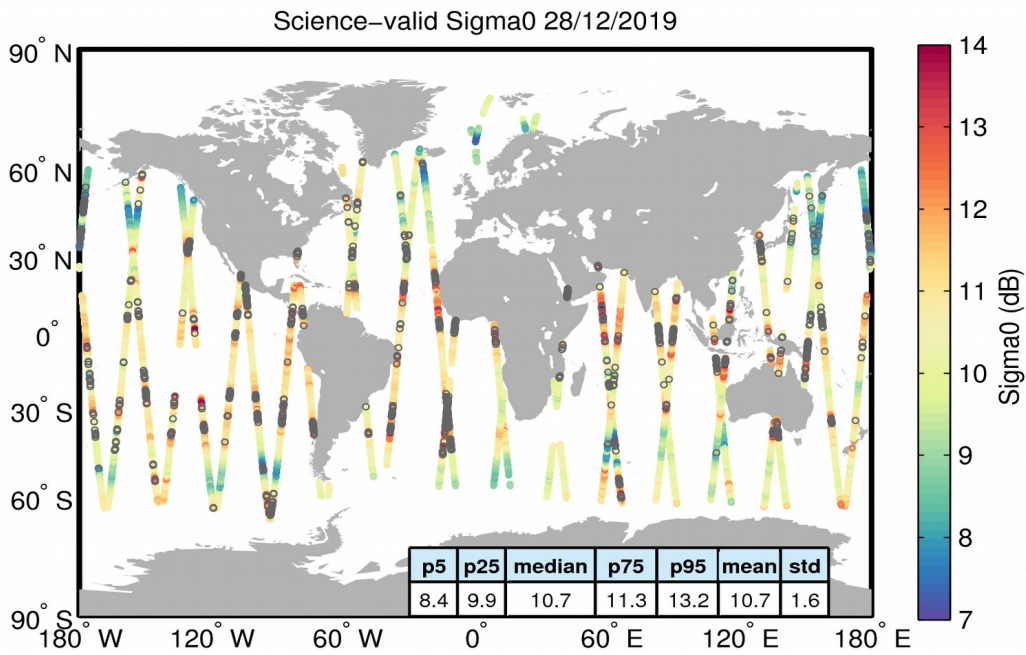 Science−valid Sigma0 28/12/2019
90° N
60° N
30° N
0°
30° S
60° S
90° S
180° W
120° W
60° W
0°
60° E
120° E
180° E
14
13
12
11
10
9
8
7
Sigma0 (dB)
p5 p25 median p75 p95 mean std
8.4 9.9 10.7 11.3 13.2 10.7 1.6